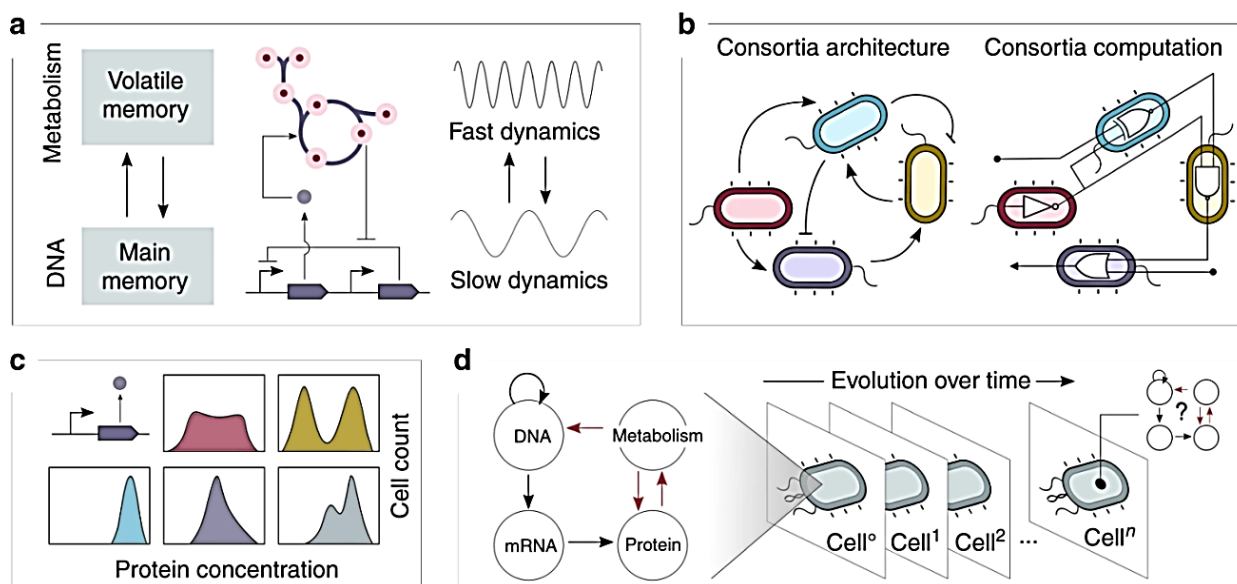 a
Metabolism
DNA
Volatile
memory
Main
memory
Fast dynamics
Slow dynamics
b
Consortia architecture
Consortia computation
c
Cell count
Protein concentration
d
DNA
Metabolism
mRNA
Protein
Evolution over time
Cell°
Cell¹
Cell²
...
Cellⁿ
?